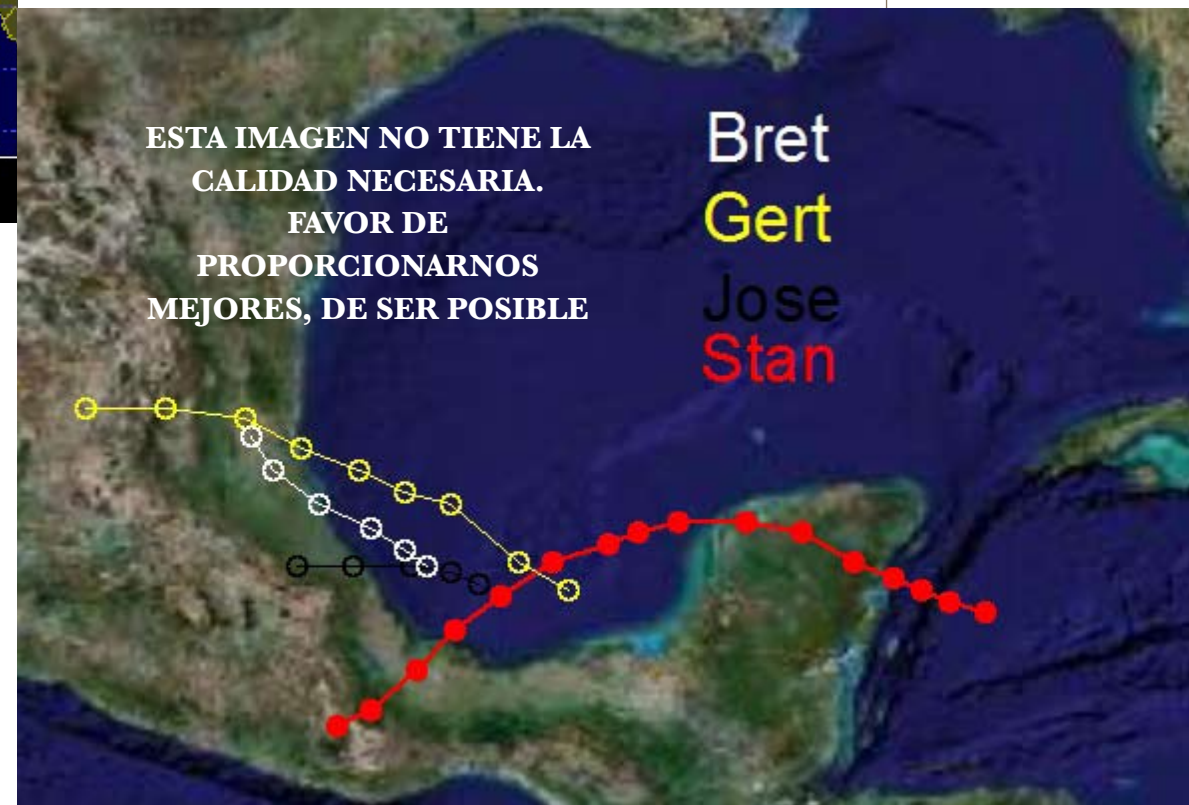 ESTA IMAGEN NO TIENE LA
CALIDAD NECESARIA.
FAVOR DE
PROPORCIONARNOS
MEJORES, DE SER POSIBLE
Bret
Gert
Jose
Stan